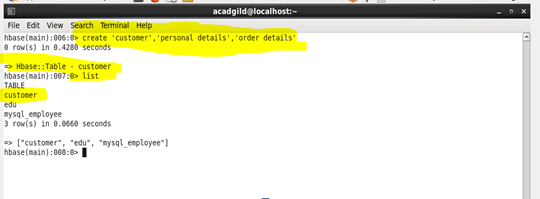 acadgild@localhost:~
File Edit View Search Terminal Help
hbase(main):006:0> create 'customer','personal details','order details'
0 row(s) in 0.4280 seconds
=> Hbase::Table - customer
hbase(main):007:0> list
TABLE
customer
edu
mysql_employee
3 row(s) in 0.0660 seconds
=> ["customer", "edu", "mysql_employee"]
hbase(main):008:0>